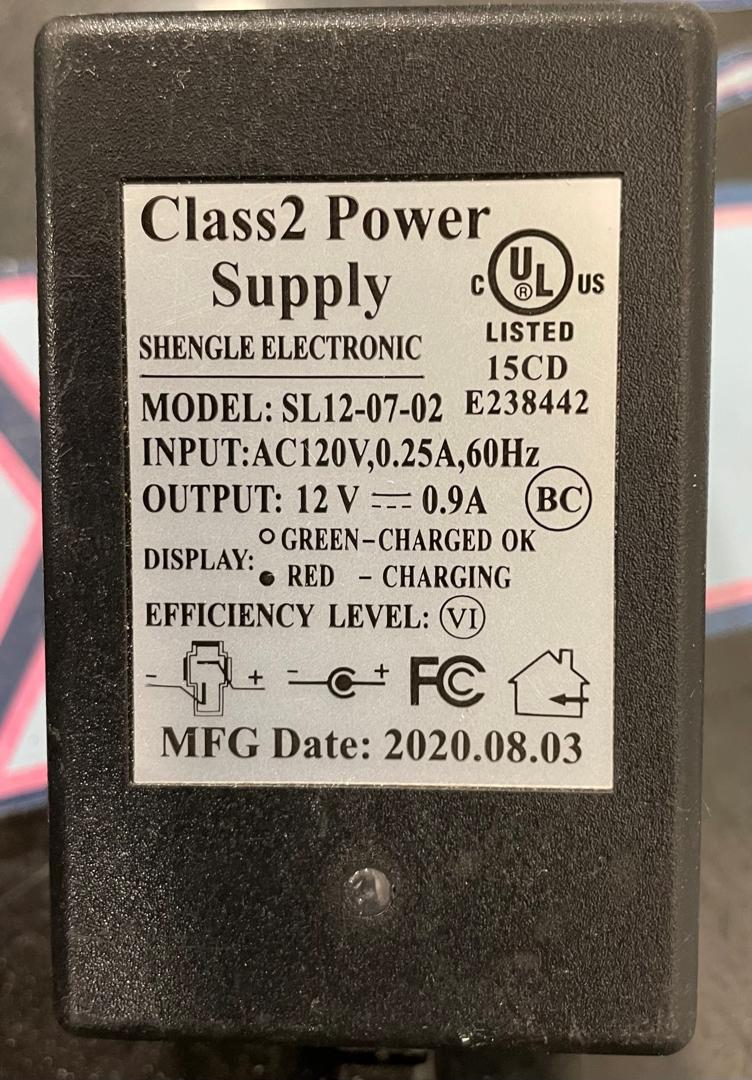 Class2 Power
Supply
C UL ® US
LISTED
15CD
E238442
SHENGLE ELECTRONIC
MODEL: SL12-07-02
INPUT:AC120V,0.25A,60Hz
OUTPUT: 12 V ⎓ 0.9A BC
DISPLAY: GREEN-CHARGED OK
RED - CHARGING
EFFICIENCY LEVEL: VI
- + - + FC
MFG Date: 2020.08.03